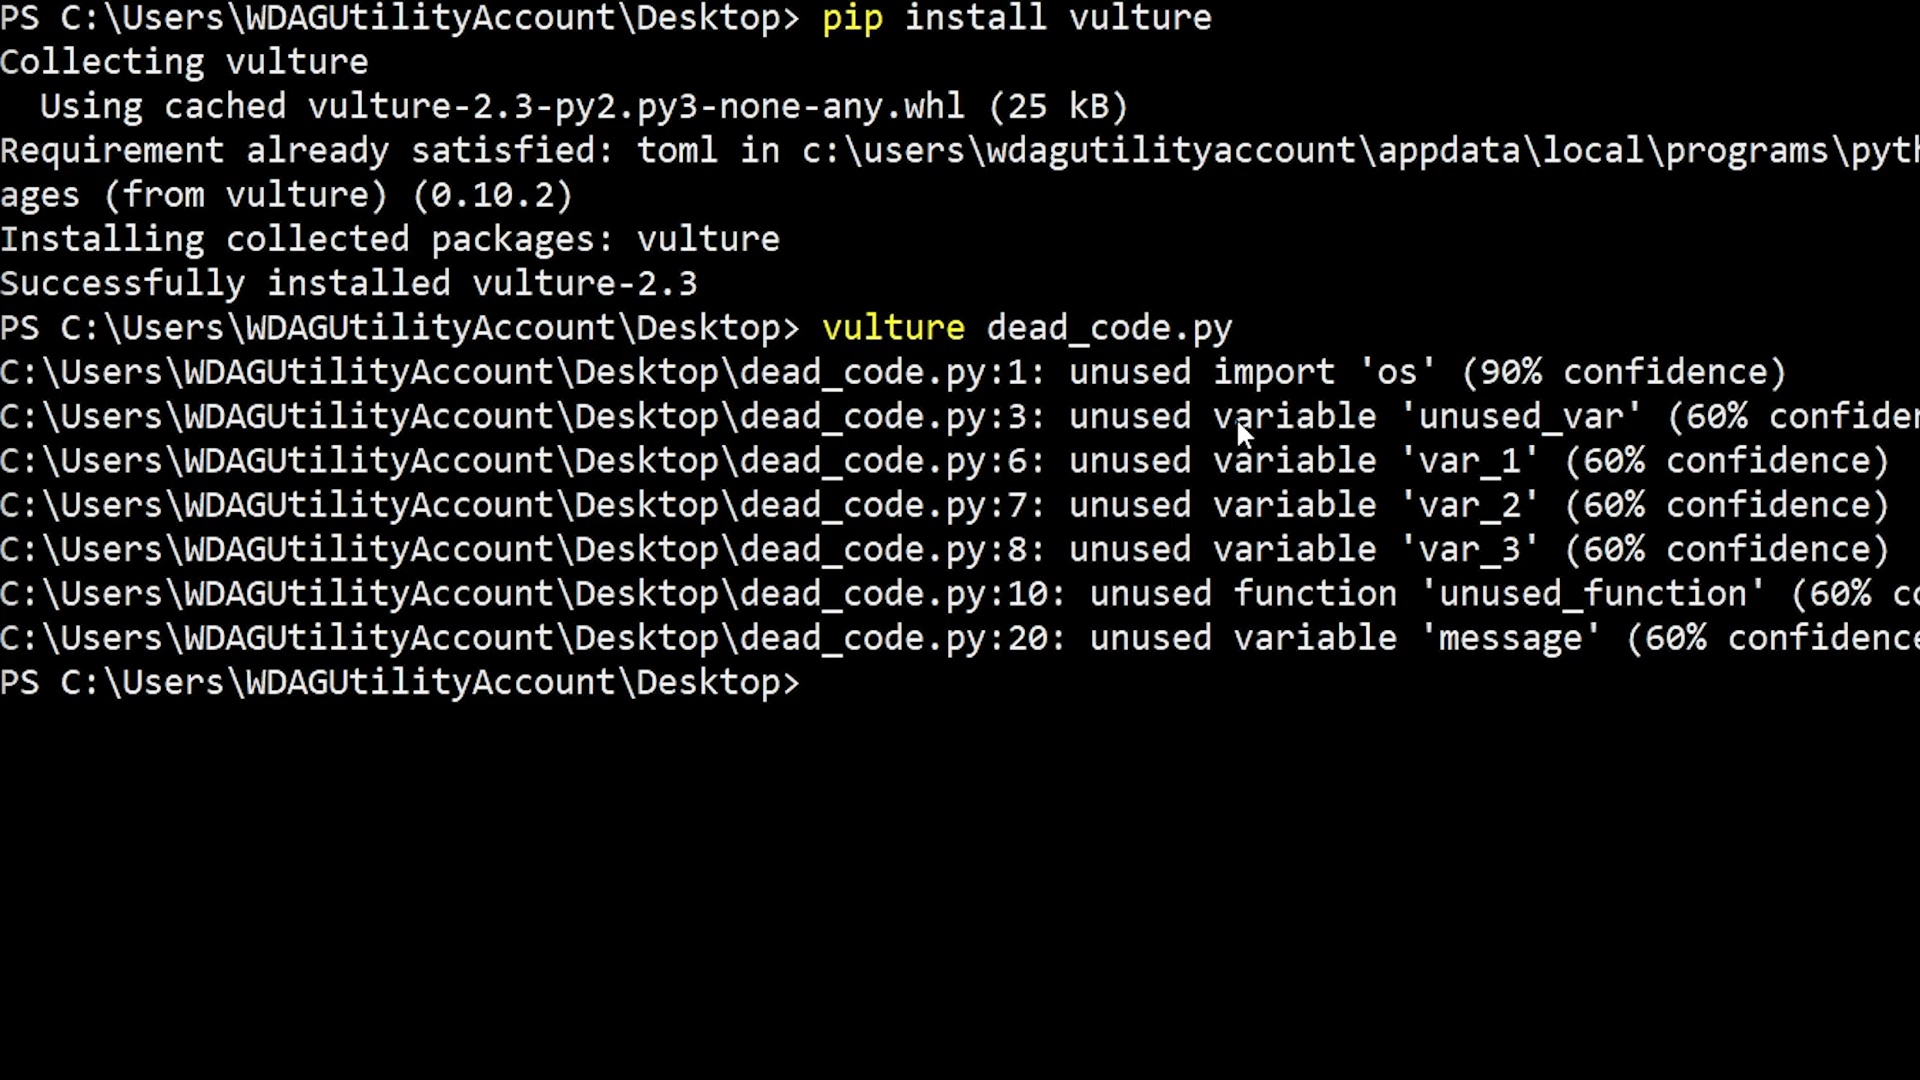 PS C:\Users\WDAGUtilityAccount\Desktop> pip install vulture
Collecting vulture
  Using cached vulture-2.3-py2.py3-none-any.whl (25 kB)
Requirement already satisfied: toml in c:\users\wdagutilityaccount\appdata\local\programs\pyth
ages (from vulture) (0.10.2)
Installing collected packages: vulture
Successfully installed vulture-2.3
PS C:\Users\WDAGUtilityAccount\Desktop> vulture dead_code.py
C:\Users\WDAGUtilityAccount\Desktop\dead_code.py:1: unused import 'os' (90% confidence)
C:\Users\WDAGUtilityAccount\Desktop\dead_code.py:3: unused variable 'unused_var' (60% confiden
C:\Users\WDAGUtilityAccount\Desktop\dead_code.py:6: unused variable 'var_1' (60% confidence)
C:\Users\WDAGUtilityAccount\Desktop\dead_code.py:7: unused variable 'var_2' (60% confidence)
C:\Users\WDAGUtilityAccount\Desktop\dead_code.py:8: unused variable 'var_3' (60% confidence)
C:\Users\WDAGUtilityAccount\Desktop\dead_code.py:10: unused function 'unused_function' (60% co
C:\Users\WDAGUtilityAccount\Desktop\dead_code.py:20: unused variable 'message' (60% confidence
PS C:\Users\WDAGUtilityAccount\Desktop>